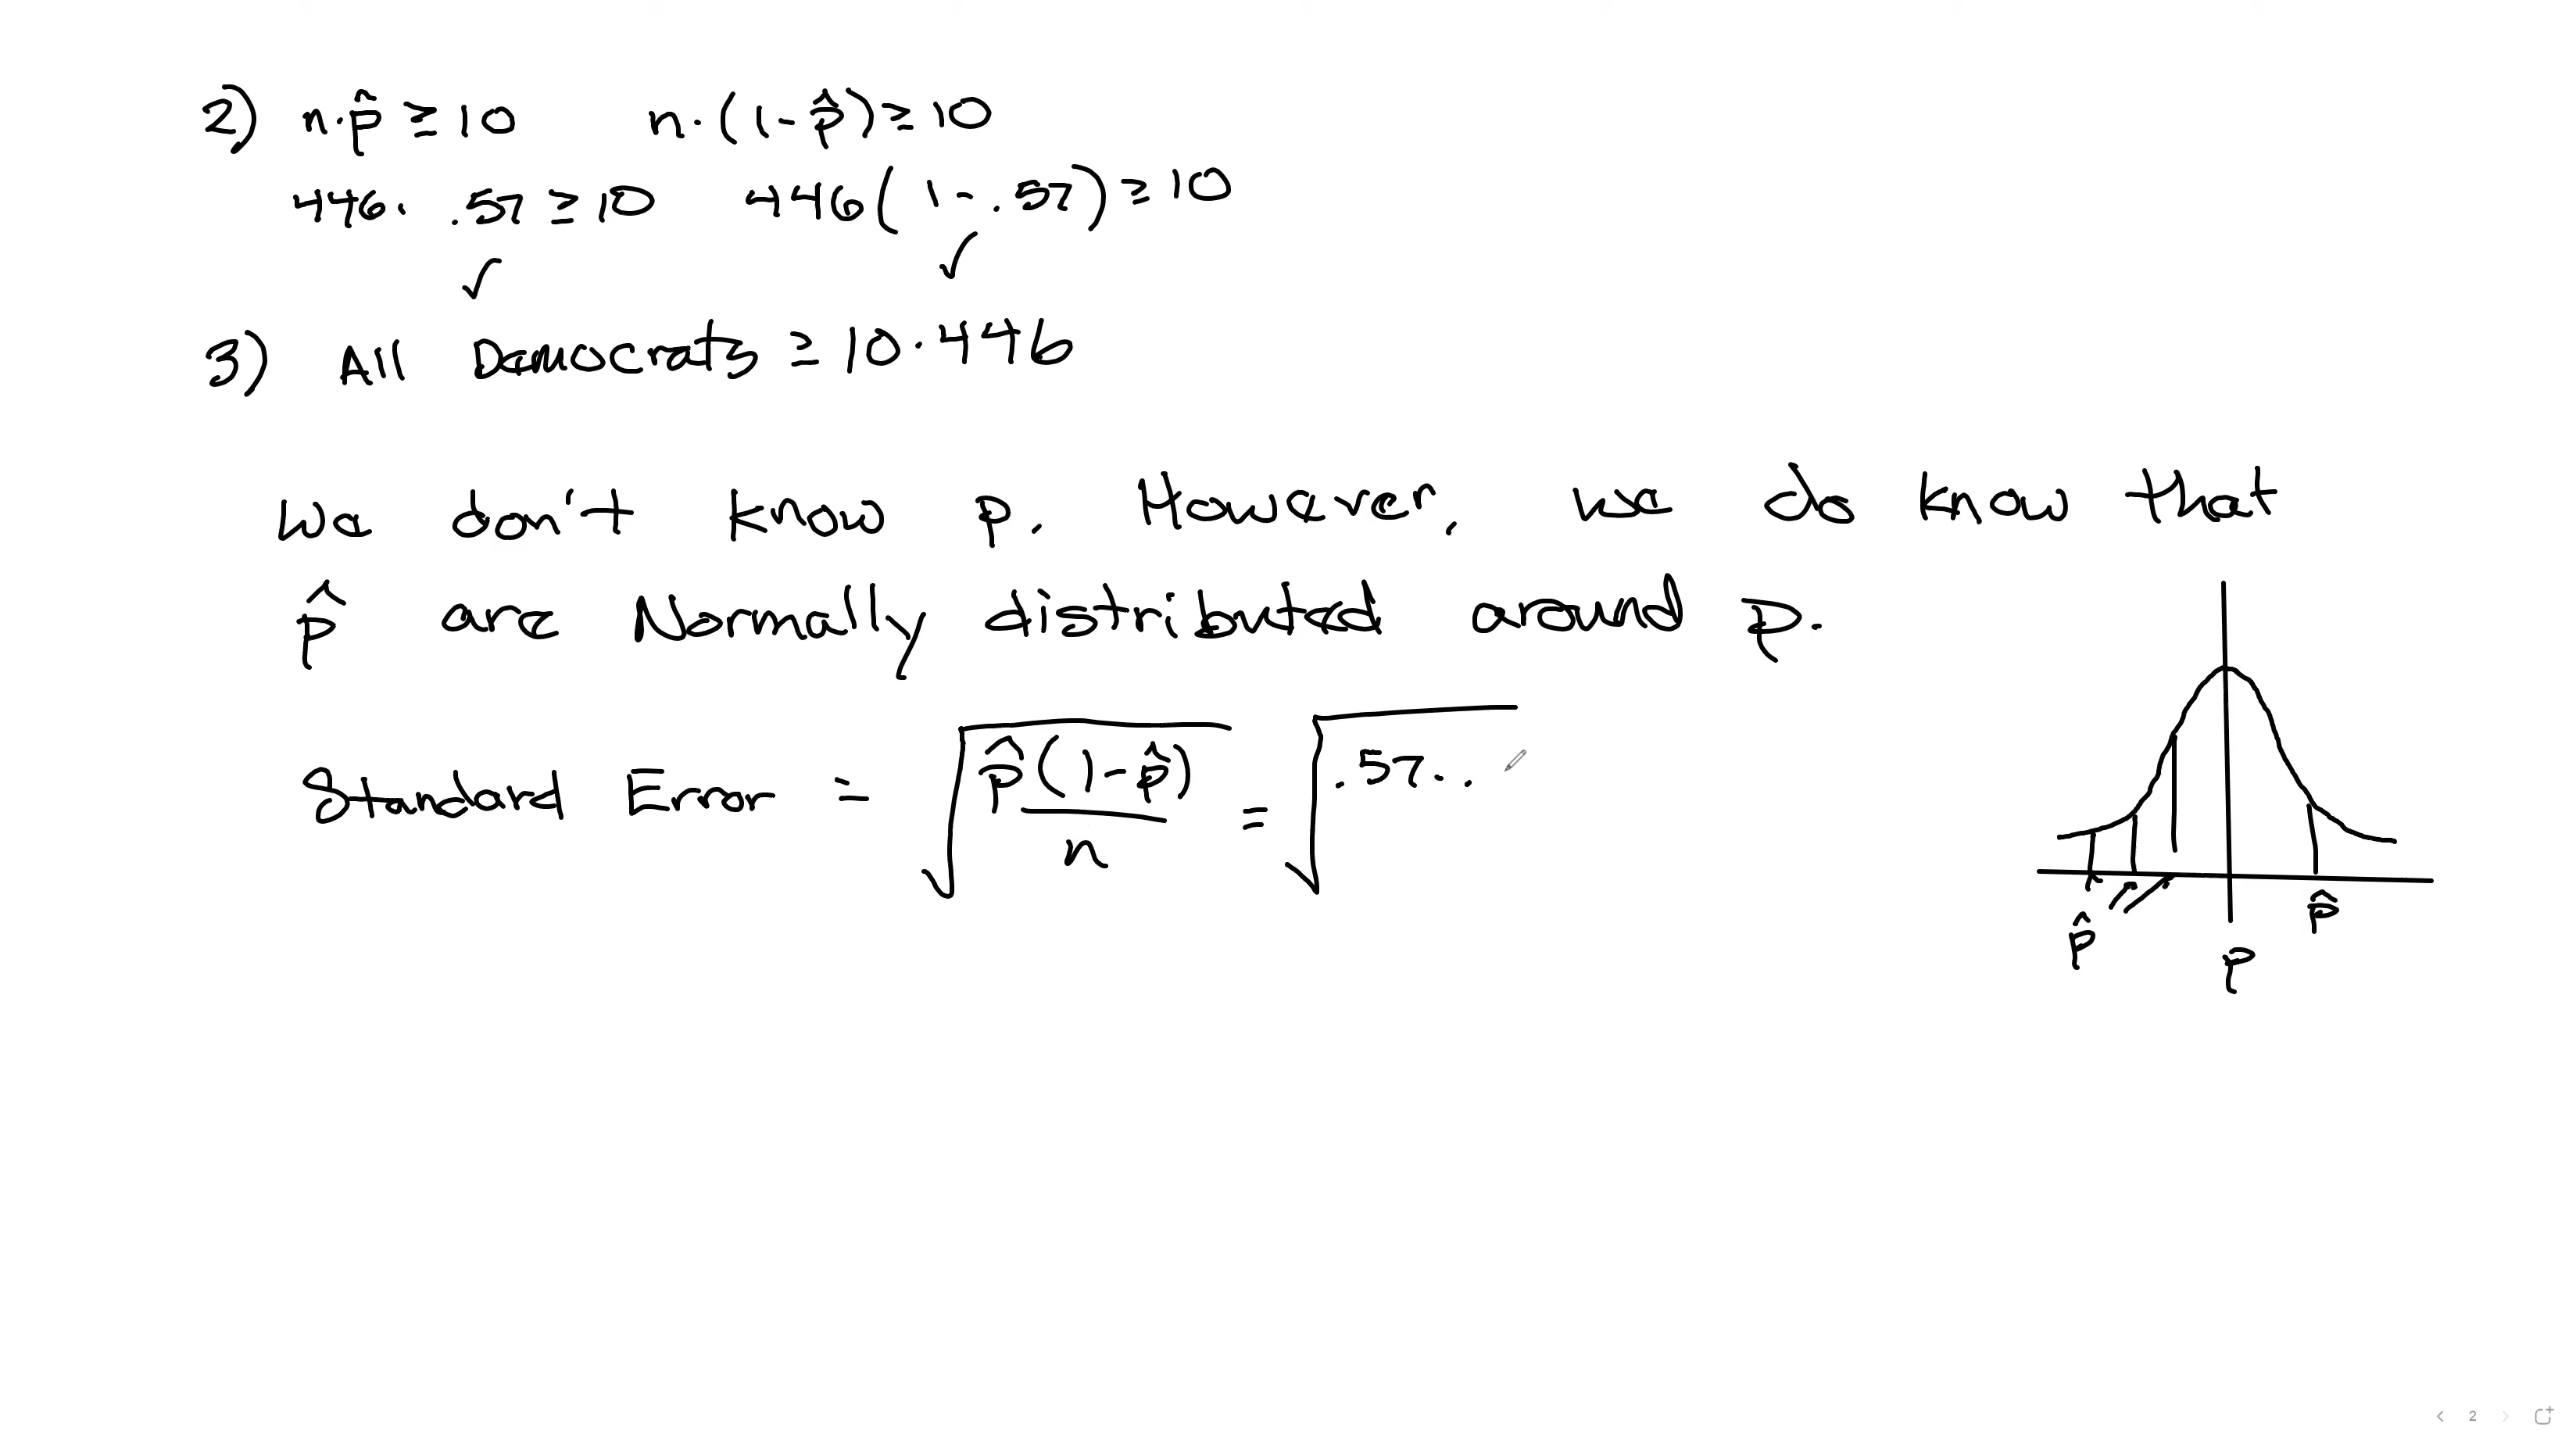 2) n·p̂ ≥ 10 n·(1-p̂) ≥ 10
446· .57 ≥ 10 446(1-.57) ≥ 10
✓ ✓
3) All Democrats ≥ 10·446
We don't know p. However, we do know that
p̂ are Normally distributed around p.
Standard Error = √(p̂(1-p̂)/n) = √(.57·.
p̂ p p̂
2